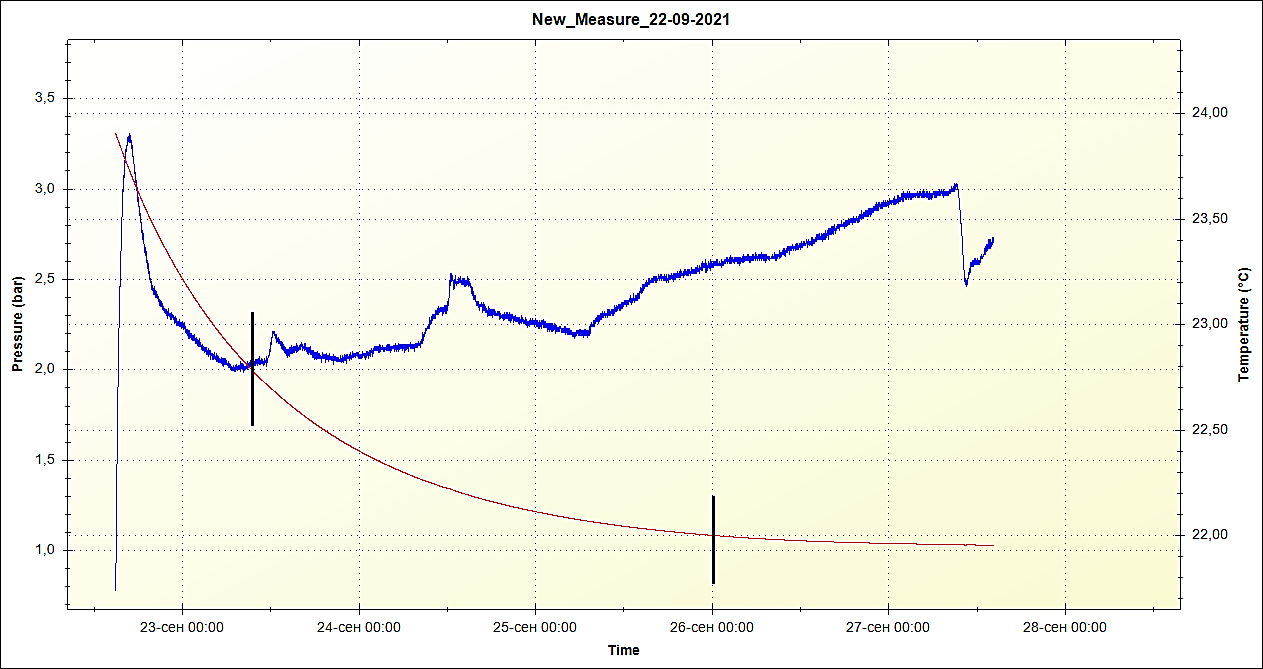 New_Measure_22-09-2021
3,5
3,0
2,5
2,0
1,5
1,0
Pressure (bar)
24,00
23,50
23,00
22,50
22,00
Temperature (°C)
23-сен 00:00 24-сен 00:00 25-сен 00:00 26-сен 00:00 27-сен 00:00 28-сен 00:00
Time